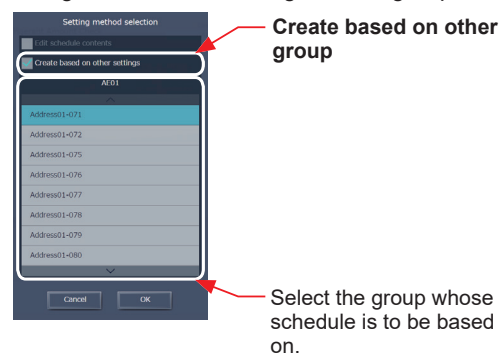 Setting method selection
Edit schedule contents
Create based on other settings
AE01
Address01-071
Address01-072
Address01-075
Address01-076
Address01-077
Address01-078
Address01-079
Address01-080
Cancel
OK
Create based on other
group
Select the group whose
schedule is to be based
on.